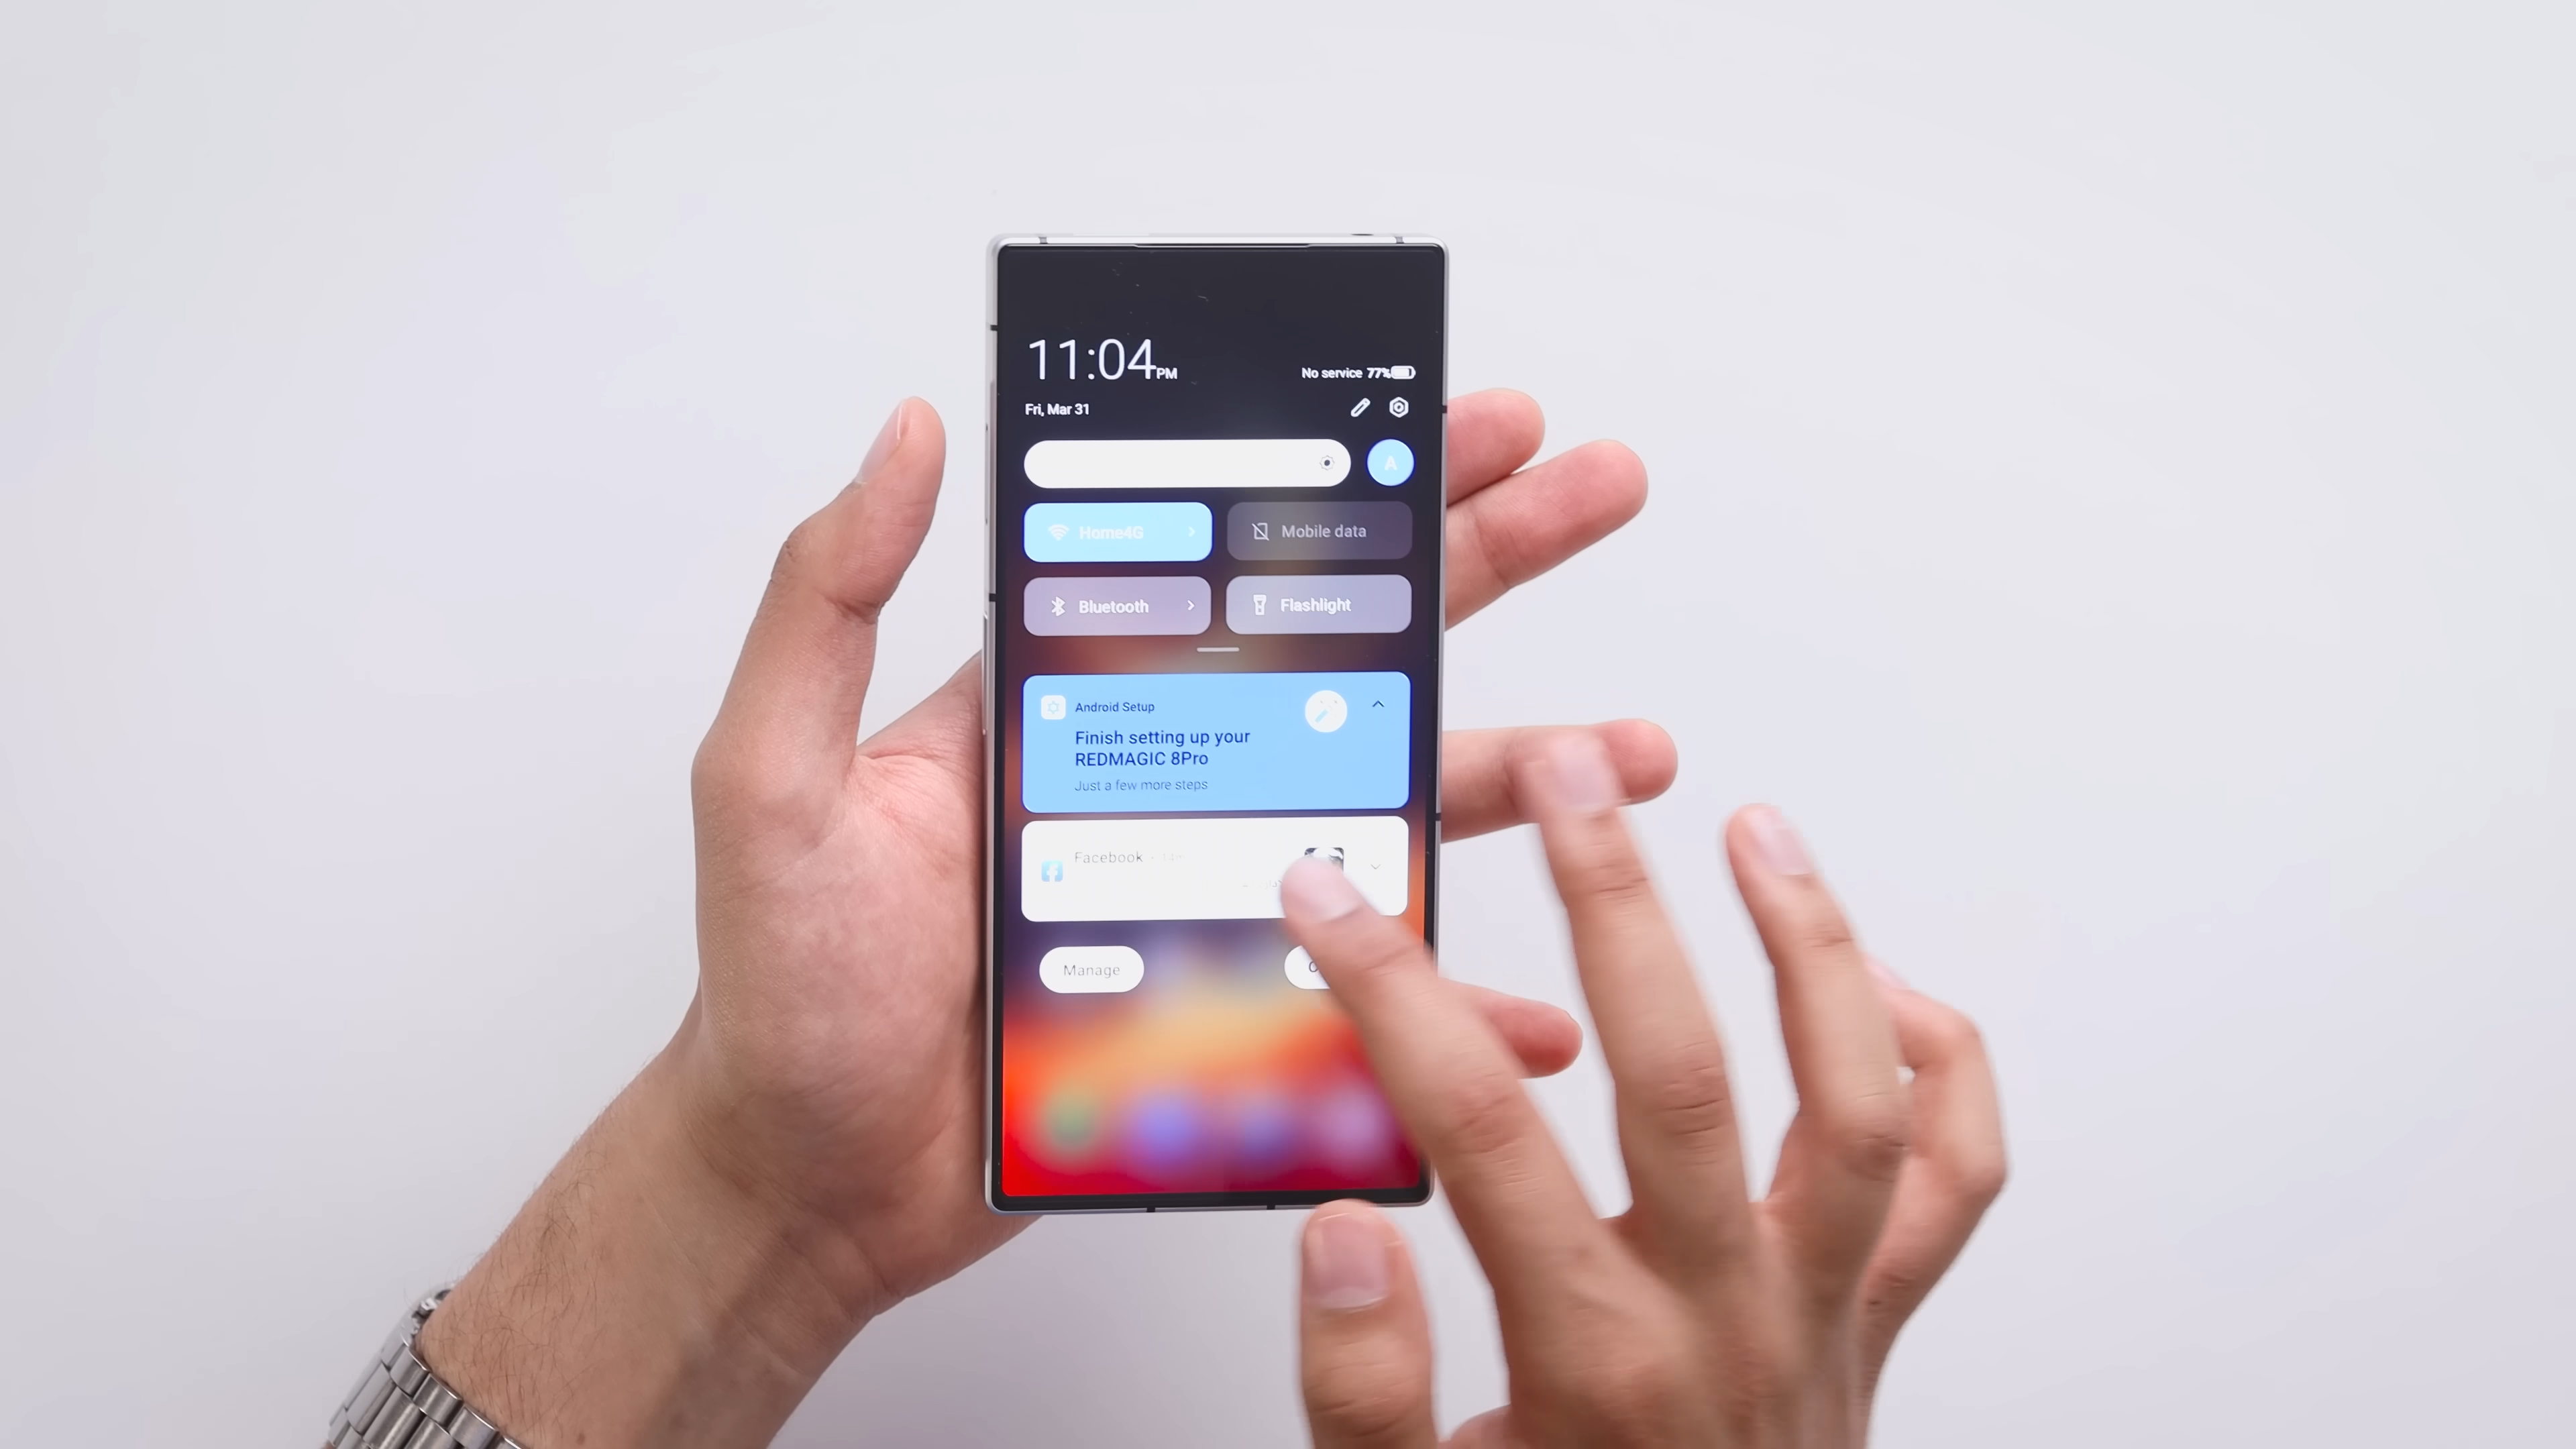 11:04PM
No service 77%
Fri, Mar 31
A
Home4G
Mobile data
Bluetooth
Flashlight
Android Setup
Finish setting up your
REDMAGIC 8Pro
Just a few more steps
Facebook
Manage